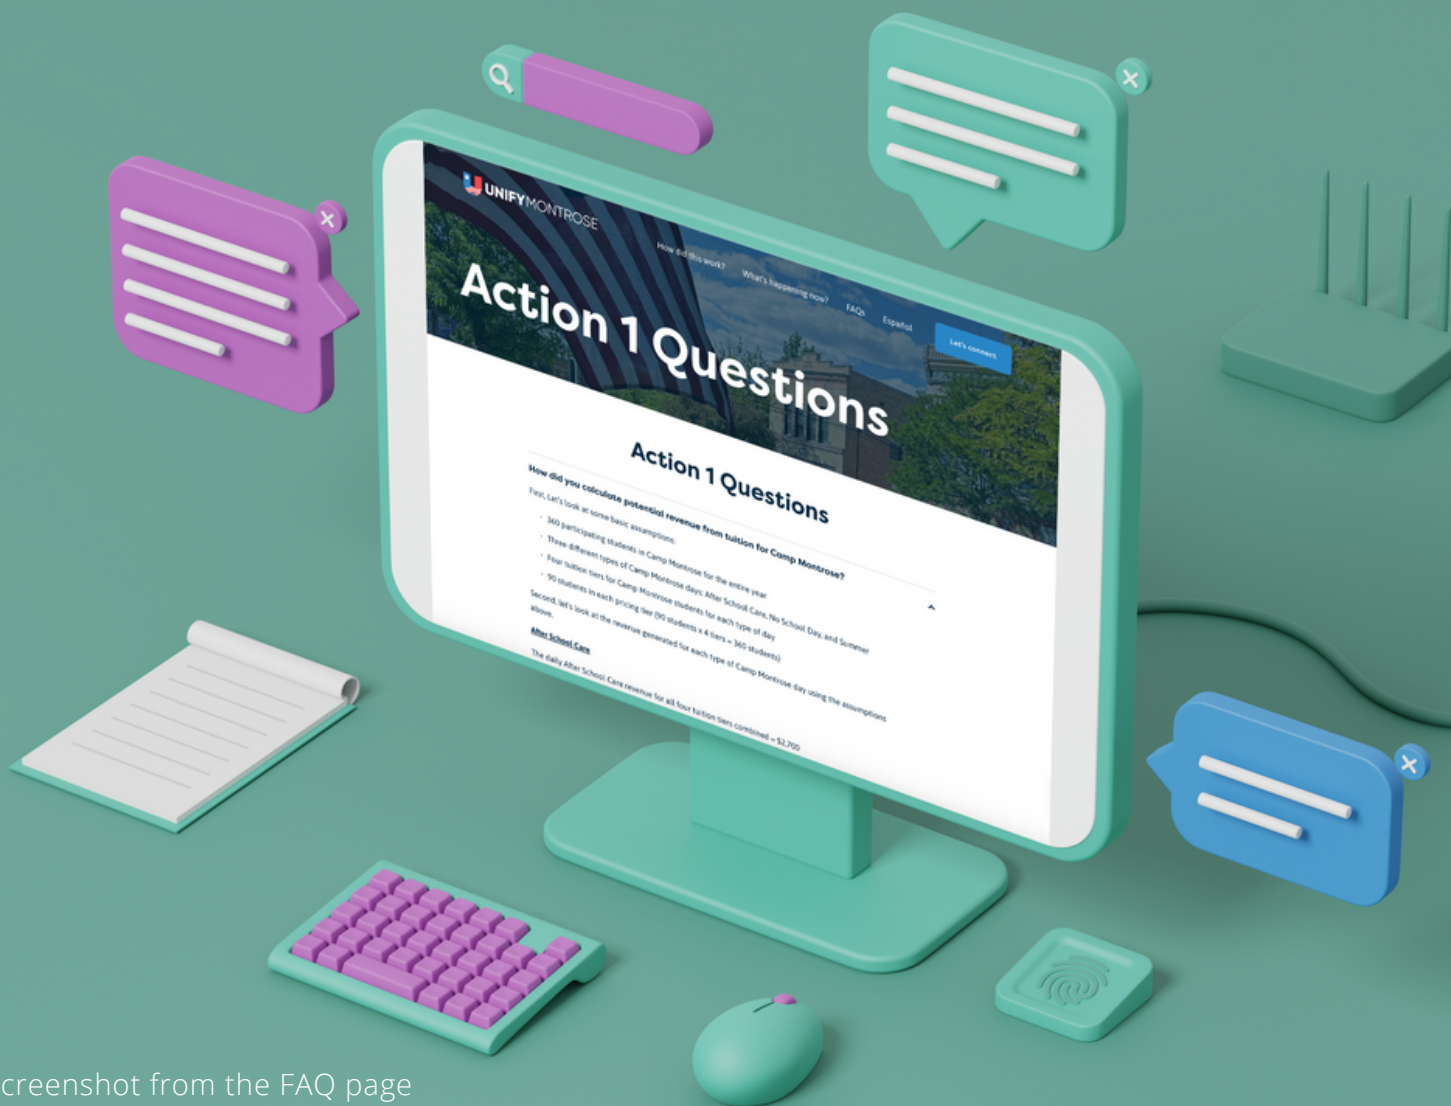 UNIFYMONTROSE
How did this work? What's happening now? FAQs Español Let's connect
Action 1 Questions
Action 1 Questions
How did you calculate potential revenue from tuition for Camp Montrose?
First, Let's look at some basic assumptions:
· 360 participating students in Camp Montrose for the entire year
· Three different types of Camp Montrose days: After School Care, No School Day, and Summer
· Four tuition tiers for Camp Montrose students for each type of day
· 90 students in each pricing tier (90 students x 4 tiers = 360 students)
Second, let's look at the revenue generated for each type of Camp Montrose day using the assumptions
above.
After School Care
The daily After School Care revenue for all four tuition tiers combined = $2,700
creenshot from the FAQ page